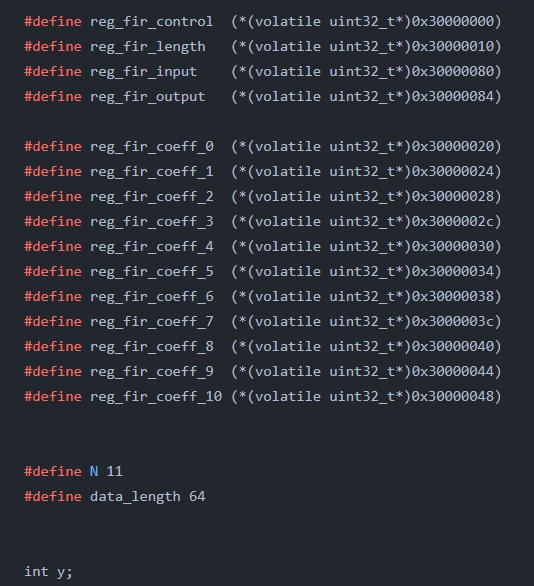 #define reg_fir_control  (*(volatile uint32_t*)0x30000000)
#define reg_fir_length   (*(volatile uint32_t*)0x30000010)
#define reg_fir_input    (*(volatile uint32_t*)0x30000080)
#define reg_fir_output   (*(volatile uint32_t*)0x30000084)
#define reg_fir_coeff_0  (*(volatile uint32_t*)0x30000020)
#define reg_fir_coeff_1  (*(volatile uint32_t*)0x30000024)
#define reg_fir_coeff_2  (*(volatile uint32_t*)0x30000028)
#define reg_fir_coeff_3  (*(volatile uint32_t*)0x3000002c)
#define reg_fir_coeff_4  (*(volatile uint32_t*)0x30000030)
#define reg_fir_coeff_5  (*(volatile uint32_t*)0x30000034)
#define reg_fir_coeff_6  (*(volatile uint32_t*)0x30000038)
#define reg_fir_coeff_7  (*(volatile uint32_t*)0x3000003c)
#define reg_fir_coeff_8  (*(volatile uint32_t*)0x30000040)
#define reg_fir_coeff_9  (*(volatile uint32_t*)0x30000044)
#define reg_fir_coeff_10 (*(volatile uint32_t*)0x30000048)
#define N 11
#define data_length 64
int y;